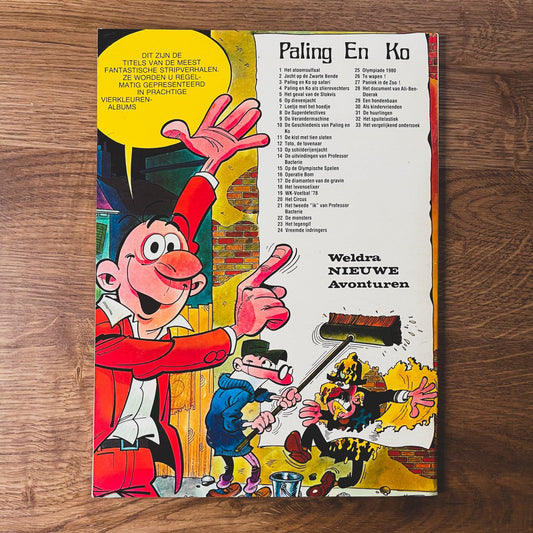 DIT ZIJN DE
TITELS VAN DE MEEST
FANTASTISCHE STRIPVERHALEN.
ZE WORDEN U REGEL-
MATIG GEPRESENTEERD
IN PRACHTIGE
VIERKLEUREN-
ALBUMS
Paling En Ko
1 Het atoomsulfaat
2 Jacht op de Zwarte Bende
3 Paling en Ko op safari
4 Paling en Ko als stierevechters
5 Het geval van de Stokvis
6 Op dievenjacht
7 Loetje met het hoedje
8 De Superdetectives
9 De Verandermachine
10 De Geschiedenis van Paling en
Ko
11 De kist met tien sloten
12 Toto, de tovenaar
13 Op schilderijenjacht
14 De uitvindingen van Professor
Bacterie
15 Op de Olympische Spelen
16 Operatie Bom
17 De diamanten van de gravin
18 Het levenselixer
19 WK-Voetbal '78
20 Het Circus
21 Het tweede "ik" van Professor
Bacterie
22 De monsters
23 Het tegengif
24 Vreemde indringers
25 Olympiade 1980
26 Te wapen !
27 Paniek in de Zoo !
28 Het document van Ali-Ben-
Doerak
29 Een hondenbaan
30 Als kindervrienden
31 De huurlingen
32 Het spuitelastiek
33 Het vergelijkend onderzoek
Weldra
NIEUWE
Avonturen